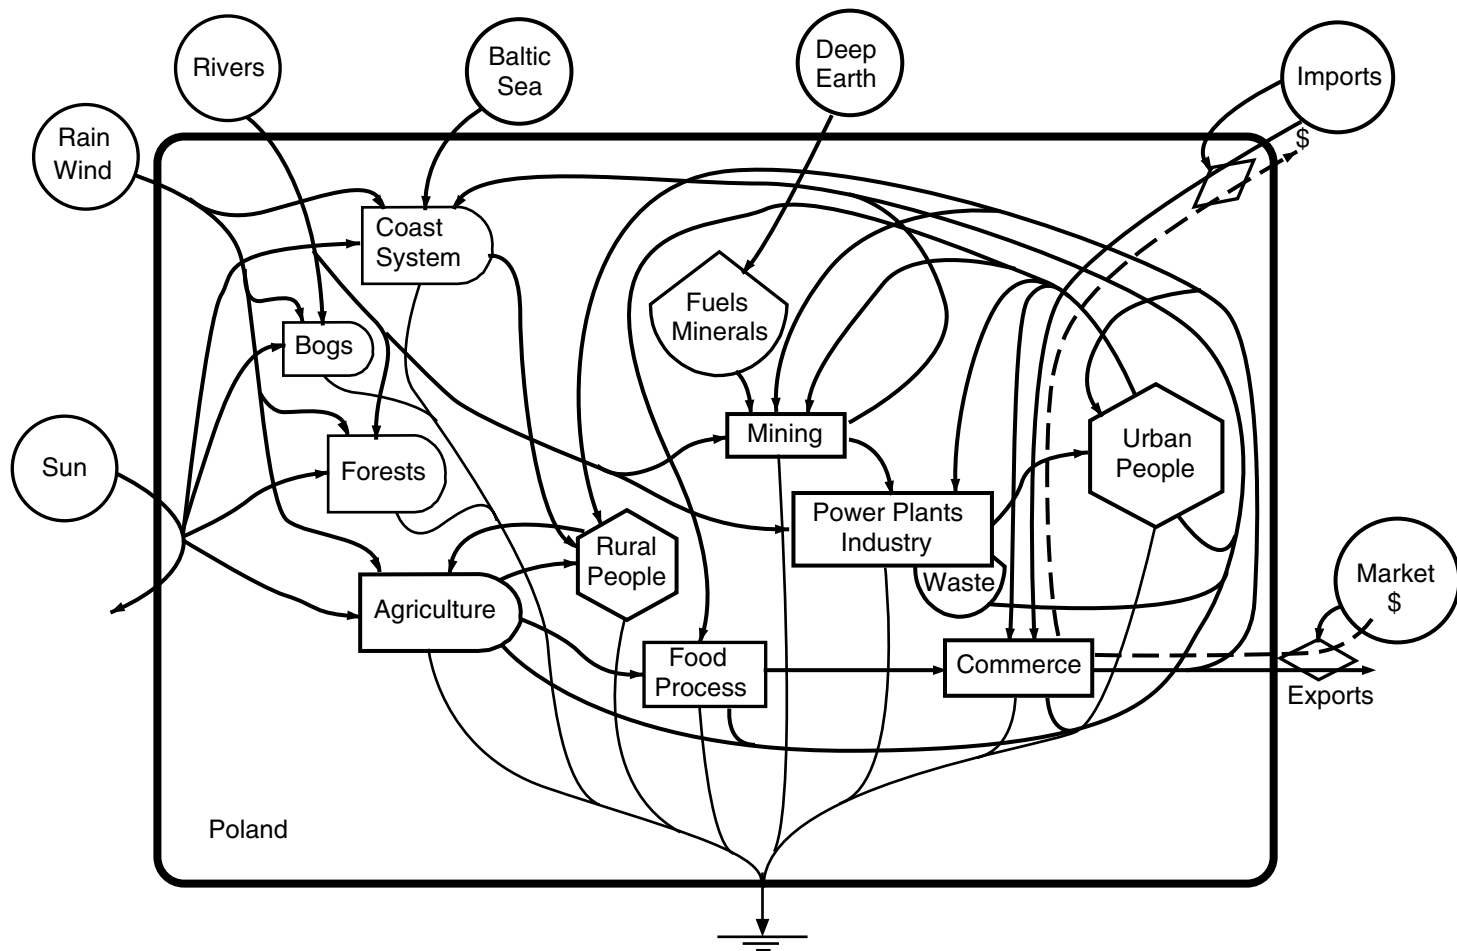 Rivers
Baltic
Sea
Deep
Earth
Imports
$
Rain
Wind
Coast
System
Fuels
Minerals
Bogs
Mining
Urban
People
Sun
Forests
Power Plants
Industry
Waste
Rural
People
Agriculture
Market
$
Food
Process
Commerce
Exports
Poland